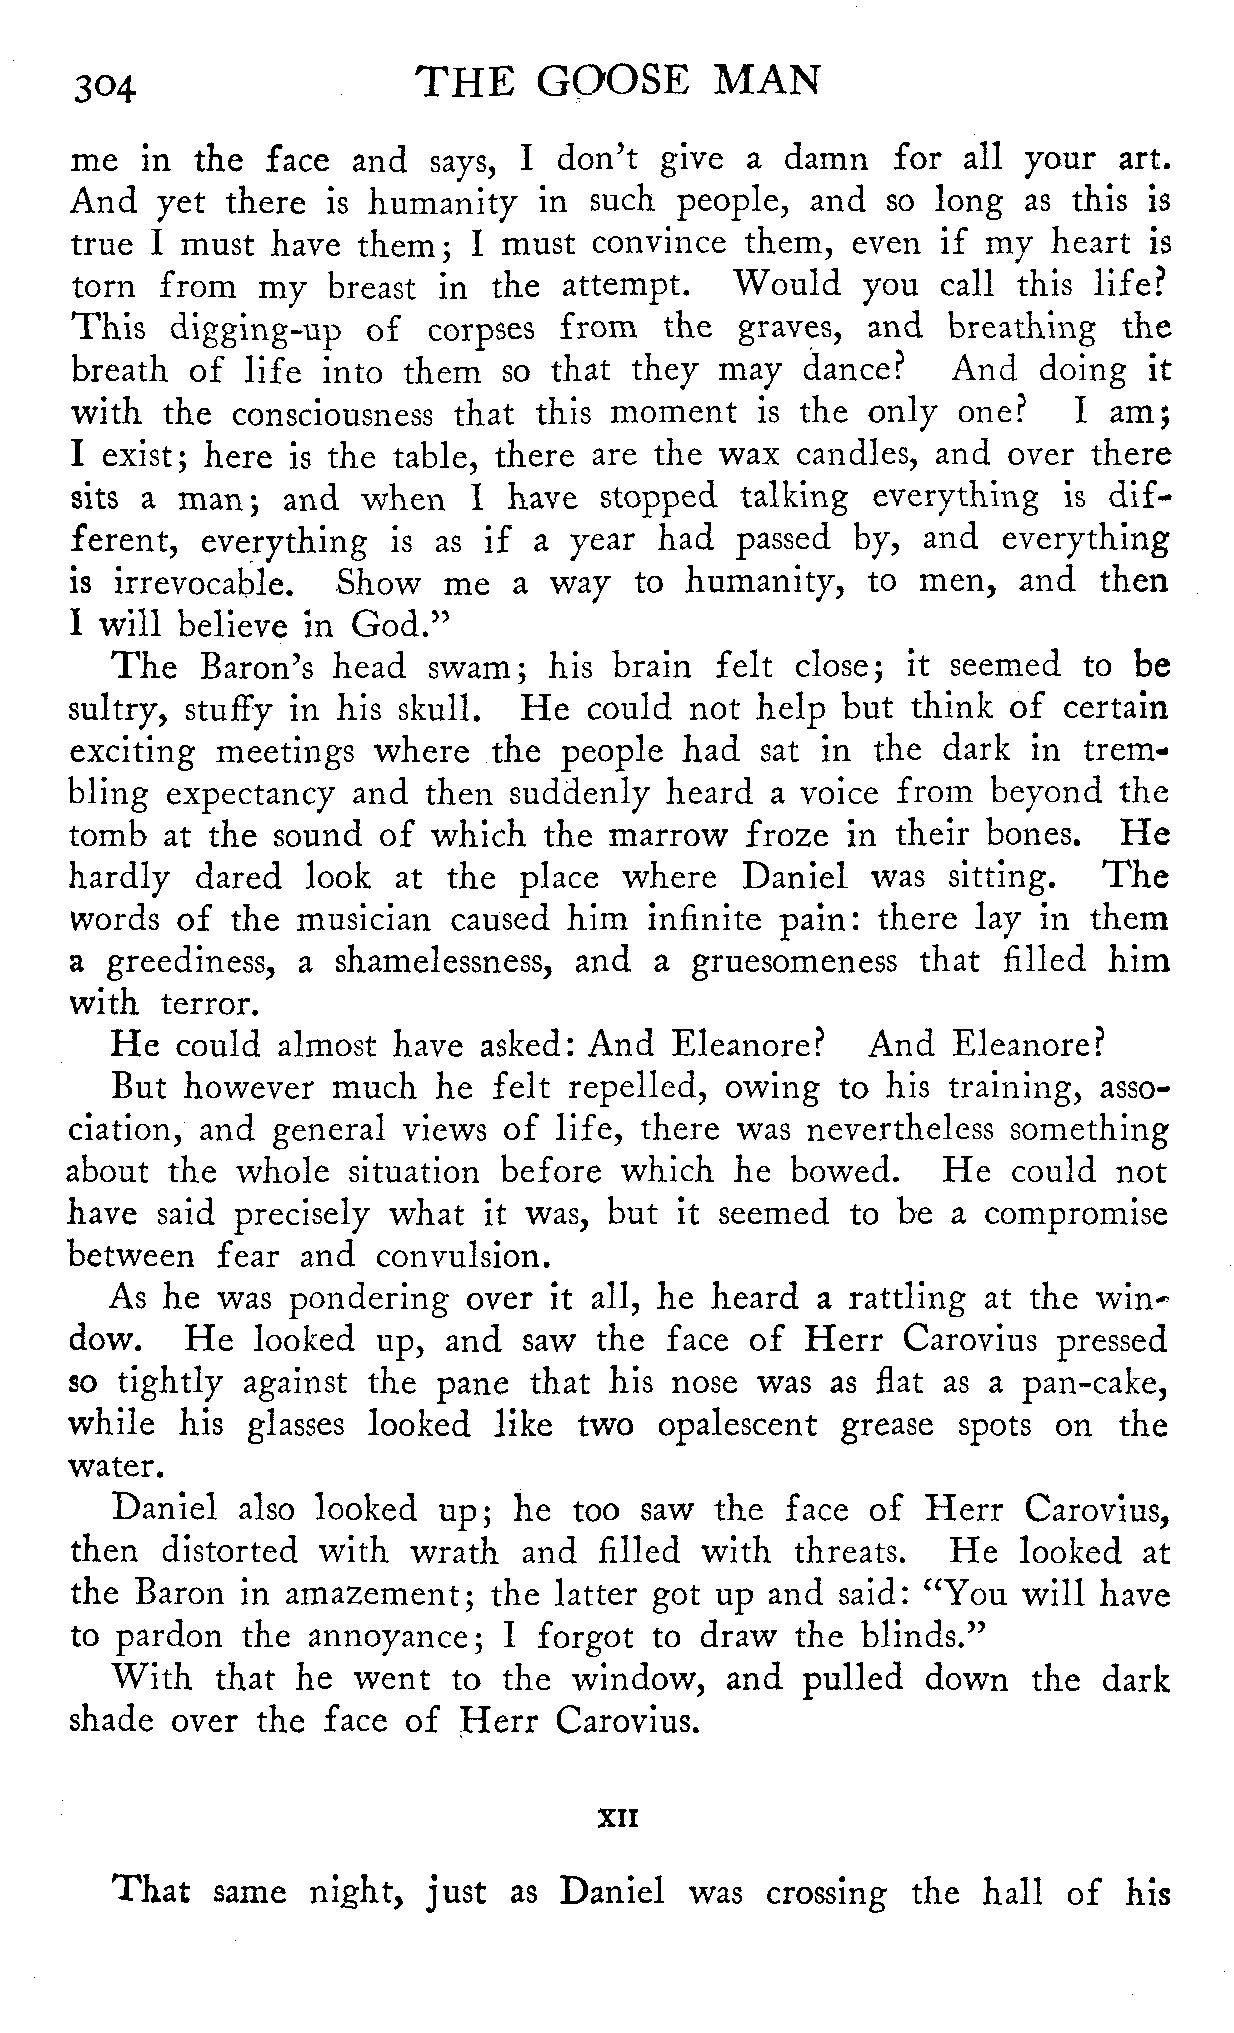 304 THE GOOSE MAN
me in the face and says, I don't give a damn for all your art.
And yet there is humanity in such people, and so long as this is
true I must have them; I must convince them, even if my heart is
torn from my breast in the attempt. Would you call this life?
This digging-up of corpses from the graves, and breathing the
breath of life into them so that they may dance? And doing it
with the consciousness that this moment is the only one? I am;
I exist; here is the table, there are the wax candles, and over there
sits a man; and when I have stopped talking everything is dif-
ferent, everything is as if a year had passed by, and everything
is irrevocable. Show me a way to humanity, to men, and then
I will believe in God."
The Baron's head swam; his brain felt close; it seemed to be
sultry, stuffy in his skull. He could not help but think of certain
exciting meetings where the people had sat in the dark in trem-
bling expectancy and then suddenly heard a voice from beyond the
tomb at the sound of which the marrow froze in their bones. He
hardly dared look at the place where Daniel was sitting. The
words of the musician caused him infinite pain: there lay in them
a greediness, a shamelessness, and a gruesomeness that filled him
with terror.
He could almost have asked: And Eleanore? And Eleanore?
But however much he felt repelled, owing to his training, asso-
ciation, and general views of life, there was nevertheless something
about the whole situation before which he bowed. He could not
have said precisely what it was, but it seemed to be a compromise
between fear and convulsion.
As he was pondering over it all, he heard a rattling at the win-
dow. He looked up, and saw the face of Herr Carovius pressed
so tightly against the pane that his nose was as flat as a pan-cake,
while his glasses looked like two opalescent grease spots on the
water.
Daniel also looked up; he too saw the face of Herr Carovius,
then distorted with wrath and filled with threats. He looked at
the Baron in amazement; the latter got up and said: "You will have
to pardon the annoyance; I forgot to draw the blinds."
With that he went to the window, and pulled down the dark
shade over the face of Herr Carovius.
XII
That same night, just as Daniel was crossing the hall of his